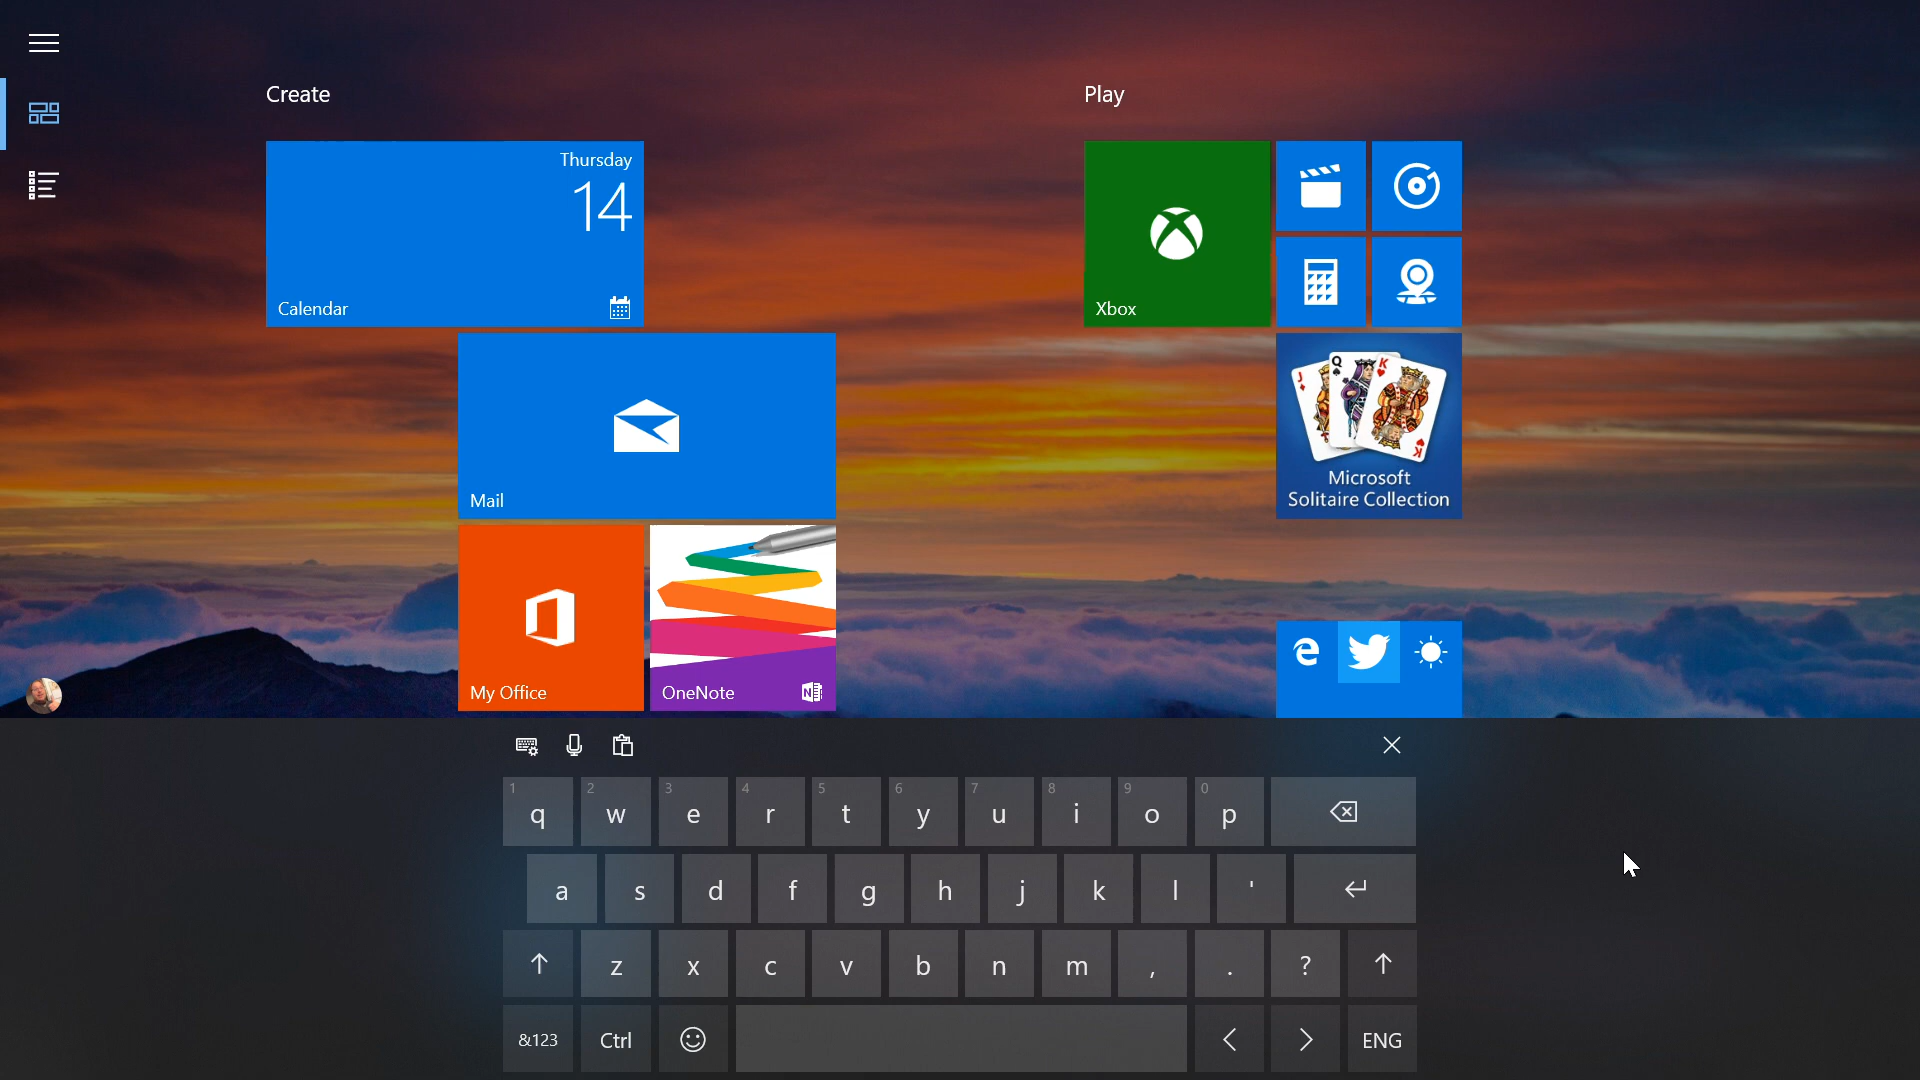 Create
Play
Thursday
14
Calendar
Xbox
Mail
J Q K
K
Microsoft
Solitaire Collection
My Office
OneNote
N
1 2 3 4 5 6 7 8 9 0
q w e r t y u i o p
a s d f g h j k l '
z x c v b n m , . ?
&123 Ctrl ENG